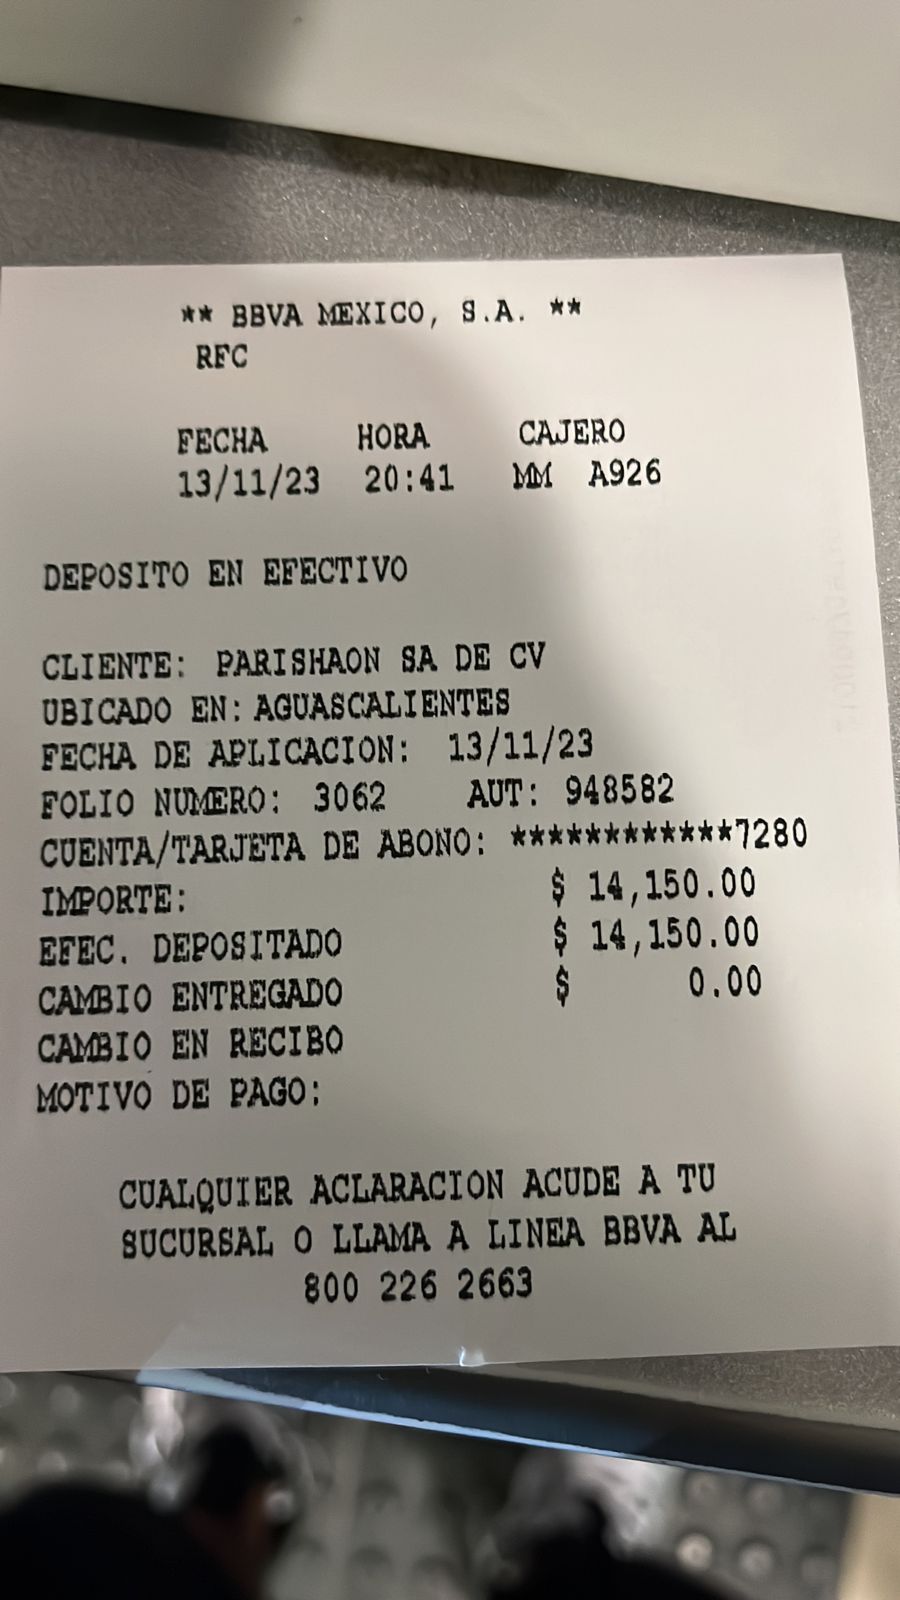 ** BBVA MEXICO, S.A. **
RFC
FECHA HORA CAJERO
13/11/23 20:41 MM A926
DEPOSITO EN EFECTIVO
CLIENTE: PARISHAON SA DE CV
UBICADO EN: AGUASCALIENTES
FECHA DE APLICACION: 13/11/23
FOLIO NUMERO: 3062 AUT: 948582
CUENTA/TARJETA DE ABONO: ************7280
IMPORTE: $ 14,150.00
EFEC. DEPOSITADO $ 14,150.00
CAMBIO ENTREGADO $ 0.00
CAMBIO EN RECIBO
MOTIVO DE PAGO:
CUALQUIER ACLARACION ACUDE A TU
SUCURSAL O LLAMA A LINEA BBVA AL
800 226 2663